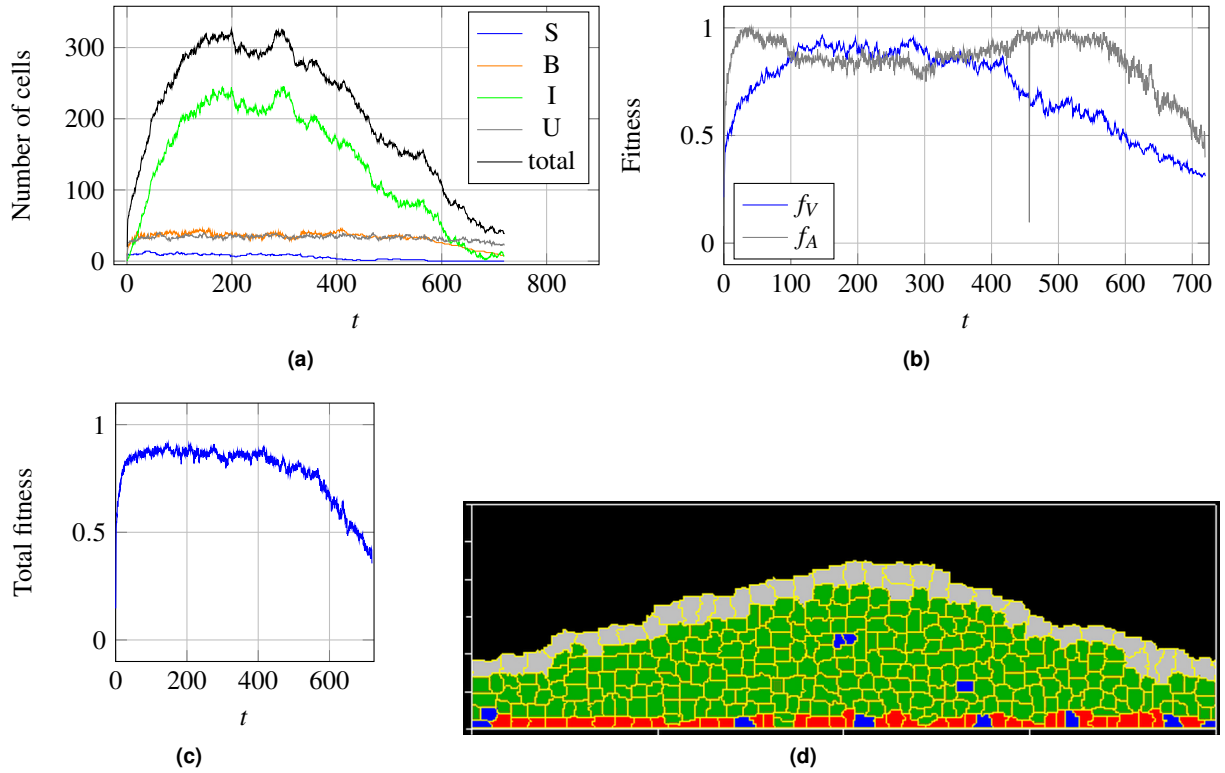 Number of cells
300
200
100
0
0 200 400 600 800
t
S
B
I
U
total
(a)
Fitness
1
0.5
0
0 100 200 300 400 500 600 700
t
f_V
f_A
(b)
Total fitness
1
0.5
0
0 200 400 600
t
(c)
(d)